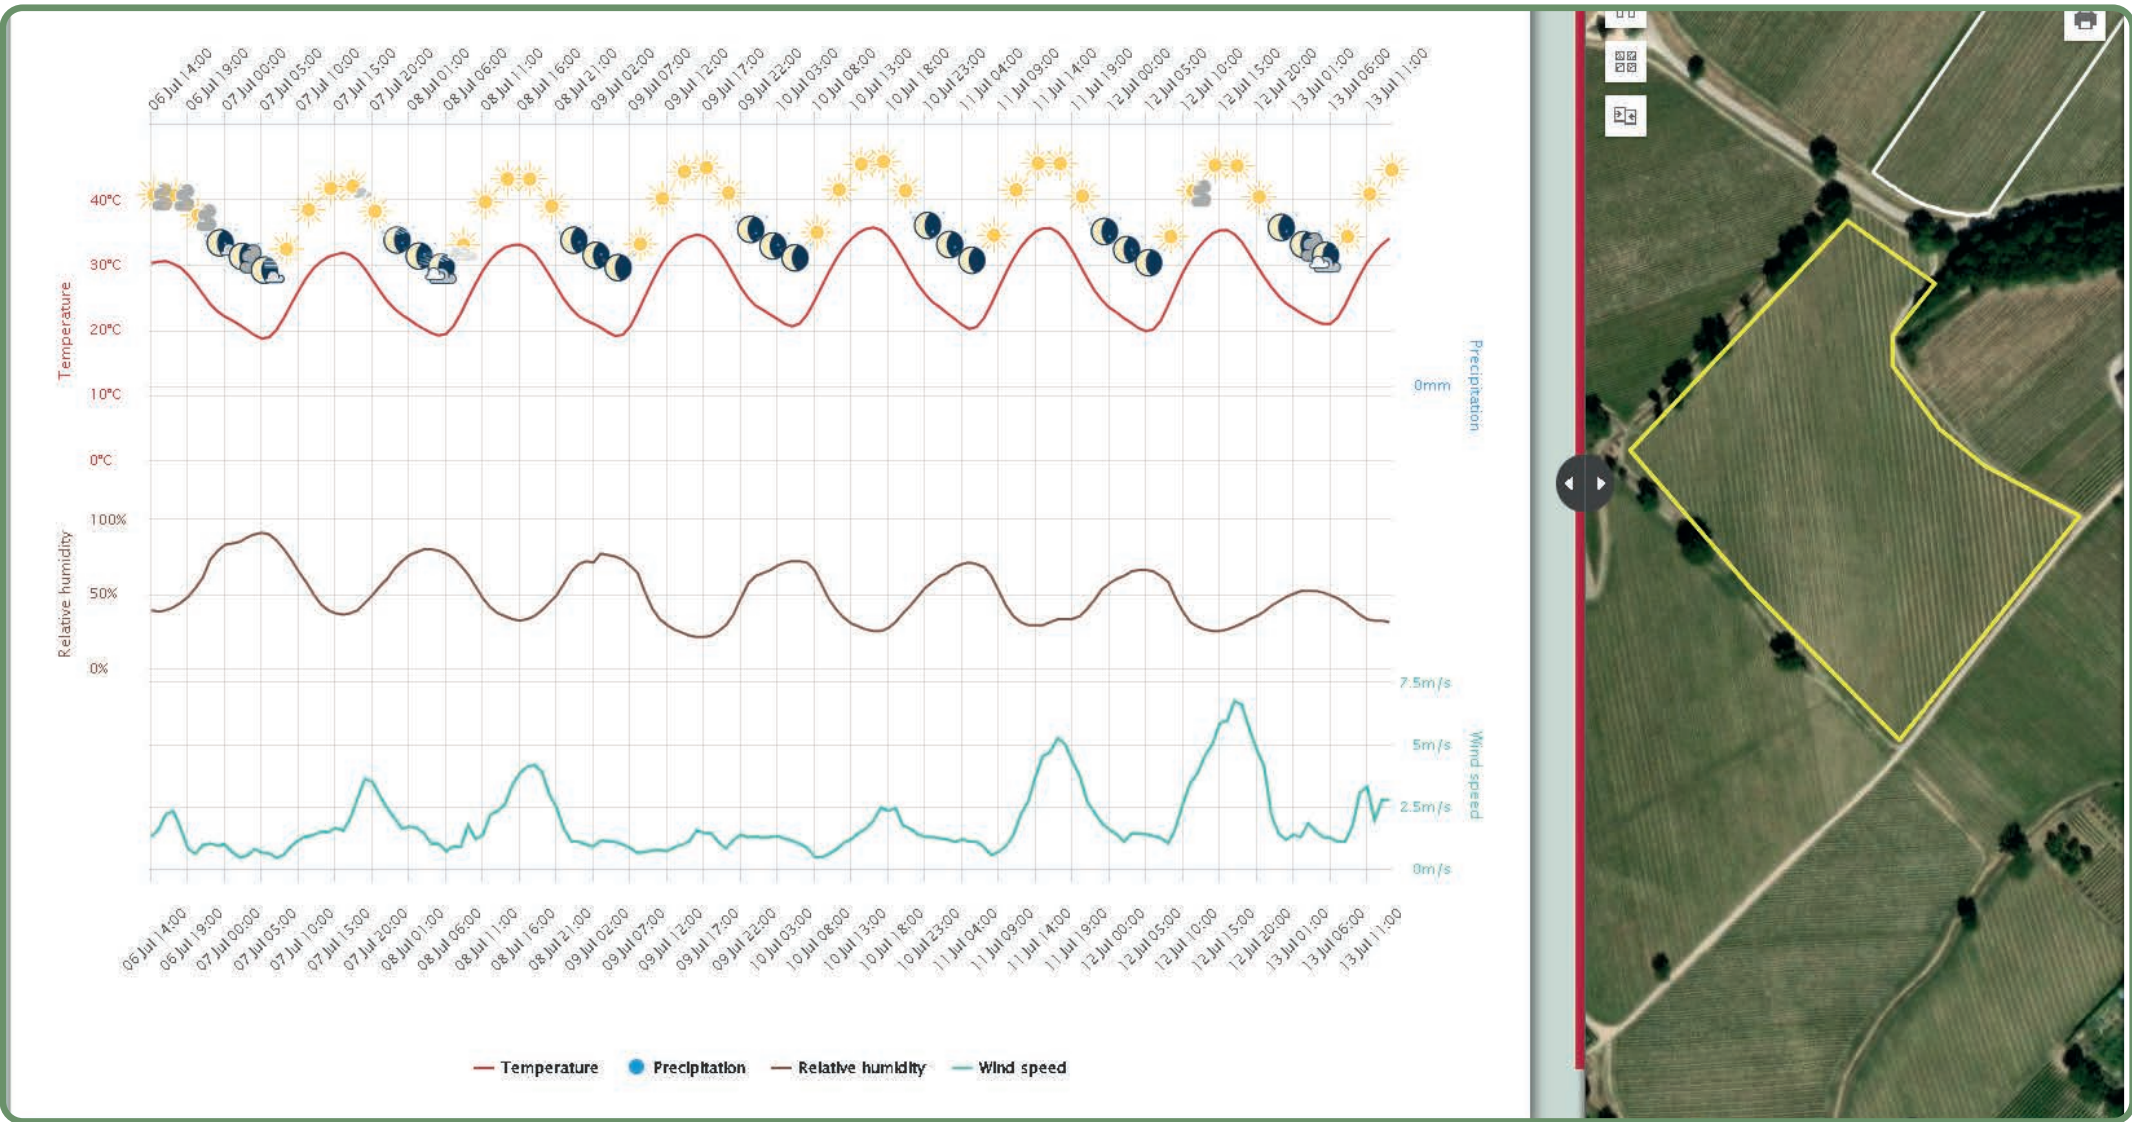 06 Jul 14:00
06 Jul 19:00
07 Jul 00:00
07 Jul 05:00
07 Jul 10:00
07 Jul 15:00
07 Jul 20:00
08 Jul 01:00
08 Jul 06:00
08 Jul 11:00
08 Jul 16:00
08 Jul 21:00
09 Jul 02:00
09 Jul 07:00
09 Jul 12:00
09 Jul 17:00
09 Jul 22:00
10 Jul 03:00
10 Jul 08:00
10 Jul 13:00
10 Jul 18:00
10 Jul 23:00
11 Jul 04:00
11 Jul 09:00
11 Jul 14:00
11 Jul 19:00
12 Jul 00:00
12 Jul 05:00
12 Jul 10:00
12 Jul 15:00
12 Jul 20:00
13 Jul 01:00
13 Jul 06:00
13 Jul 11:00
Temperature
40°C
30°C
20°C
10°C
0°C
0mm
Precipitation
Relative humidity
100%
50%
0%
7.5m/s
5m/s
2.5m/s
0m/s
Wind speed
06 Jul 14:00
06 Jul 19:00
07 Jul 00:00
07 Jul 05:00
07 Jul 10:00
07 Jul 15:00
07 Jul 20:00
08 Jul 01:00
08 Jul 06:00
08 Jul 11:00
08 Jul 16:00
08 Jul 21:00
09 Jul 02:00
09 Jul 07:00
09 Jul 12:00
09 Jul 17:00
09 Jul 22:00
10 Jul 03:00
10 Jul 08:00
10 Jul 13:00
10 Jul 18:00
10 Jul 23:00
11 Jul 04:00
11 Jul 09:00
11 Jul 14:00
11 Jul 19:00
12 Jul 00:00
12 Jul 05:00
12 Jul 10:00
12 Jul 15:00
12 Jul 20:00
13 Jul 01:00
13 Jul 06:00
13 Jul 11:00
Temperature Precipitation Relative humidity Wind speed